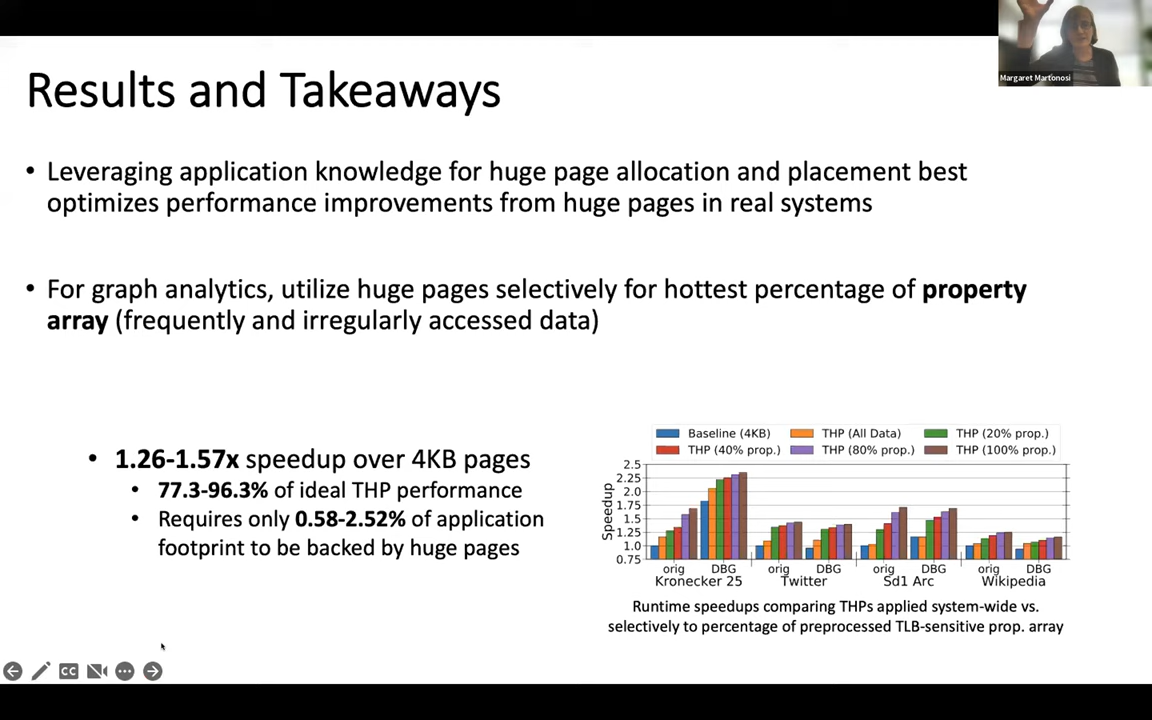 Margaret Martonosi
Results and Takeaways
• Leveraging application knowledge for huge page allocation and placement best
optimizes performance improvements from huge pages in real systems
• For graph analytics, utilize huge pages selectively for hottest percentage of property
array (frequently and irregularly accessed data)
• 1.26-1.57x speedup over 4KB pages
• 77.3-96.3% of ideal THP performance
• Requires only 0.58-2.52% of application
footprint to be backed by huge pages
Baseline (4KB) THP (All Data) THP (20% prop.)
THP (40% prop.) THP (80% prop.) THP (100% prop.)
Speedup
2.5
2.25
2.0
1.75
1.5
1.25
1.0
0.75
orig DBG orig DBG orig DBG orig DBG
Kronecker 25 Twitter Sd1 Arc Wikipedia
Runtime speedups comparing THPs applied system-wide vs.
selectively to percentage of preprocessed TLB-sensitive prop. array
CC